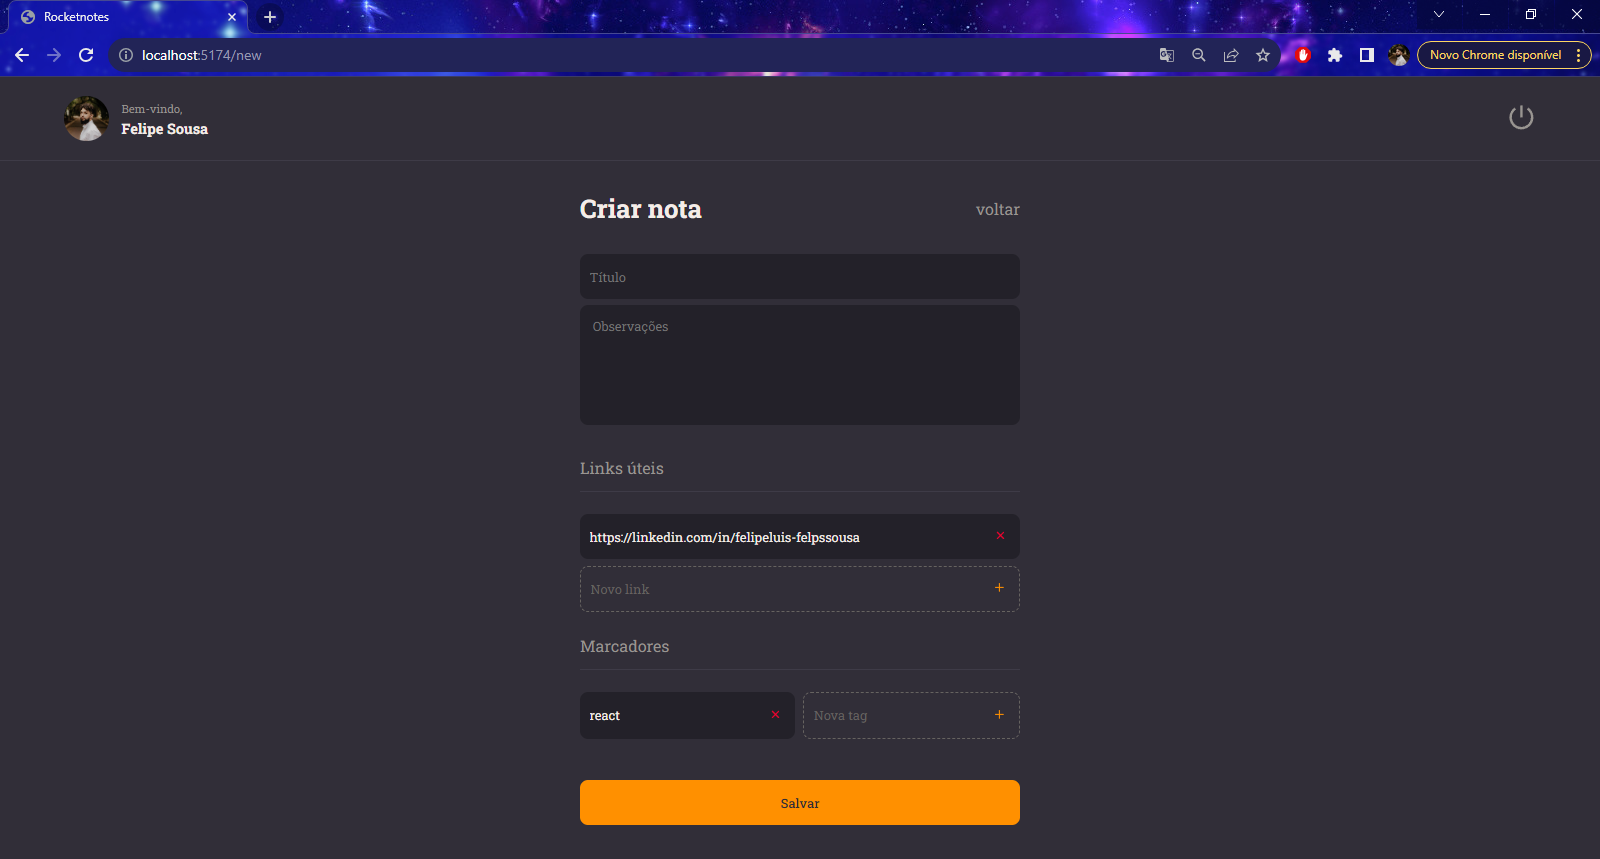 Rocketnotes
localhost:5174/new
Novo Chrome disponível
Bem-vindo,
Felipe Sousa
Criar nota
voltar
Título
Observações
Links úteis
https://linkedin.com/in/felipeluis-felpssousa
Novo link
Marcadores
react
Nova tag
Salvar